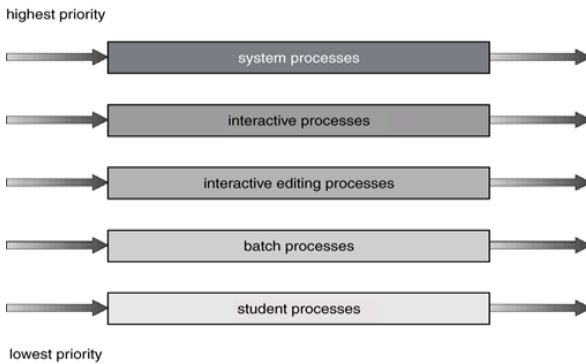 highest priority
system processes
interactive processes
interactive editing processes
batch processes
student processes
lowest priority